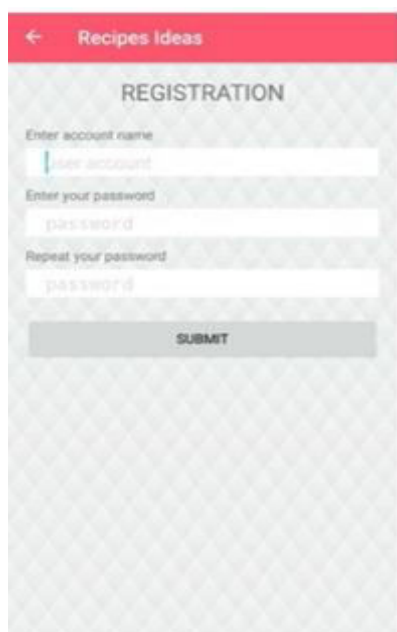 Recipes Ideas
REGISTRATION
Enter account name
user account
Enter your password
password
Repeat your password
password
SUBMIT